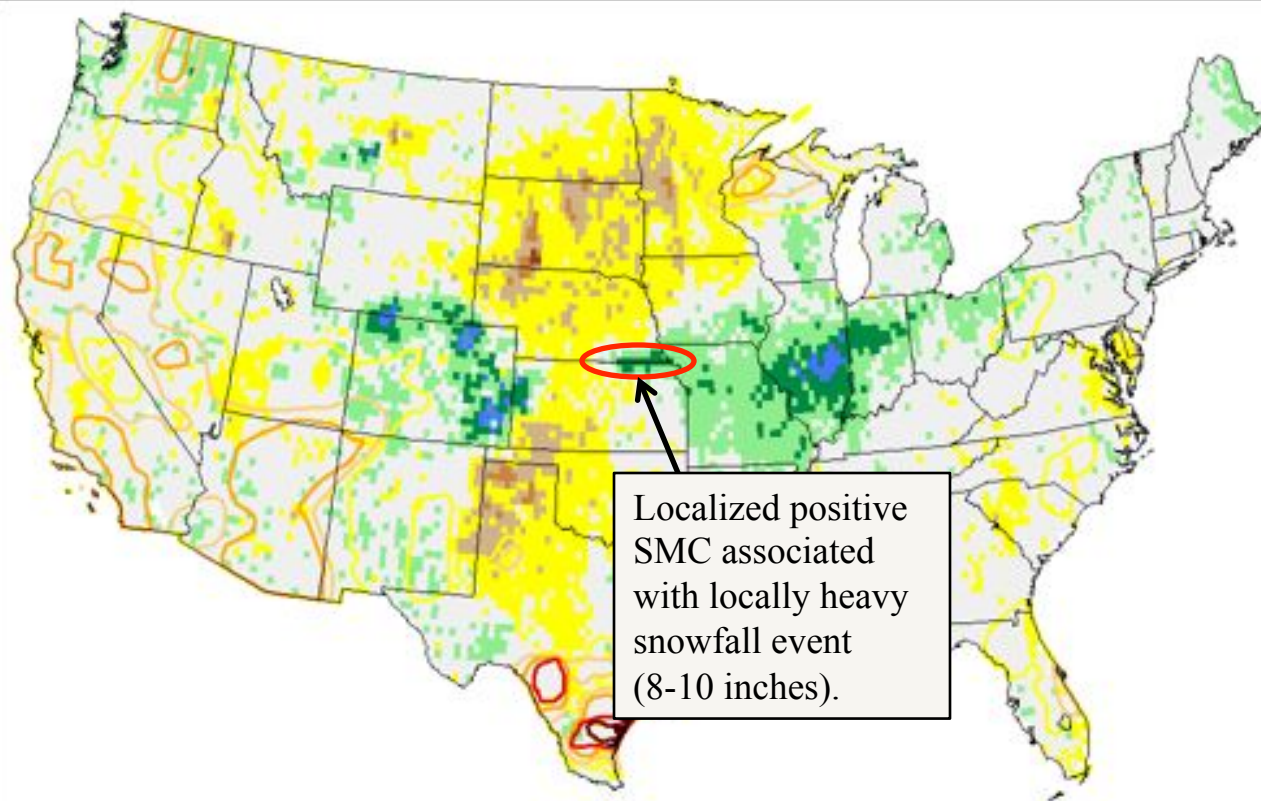 Localized positive
SMC associated
with locally heavy
snowfall event
(8-10 inches).